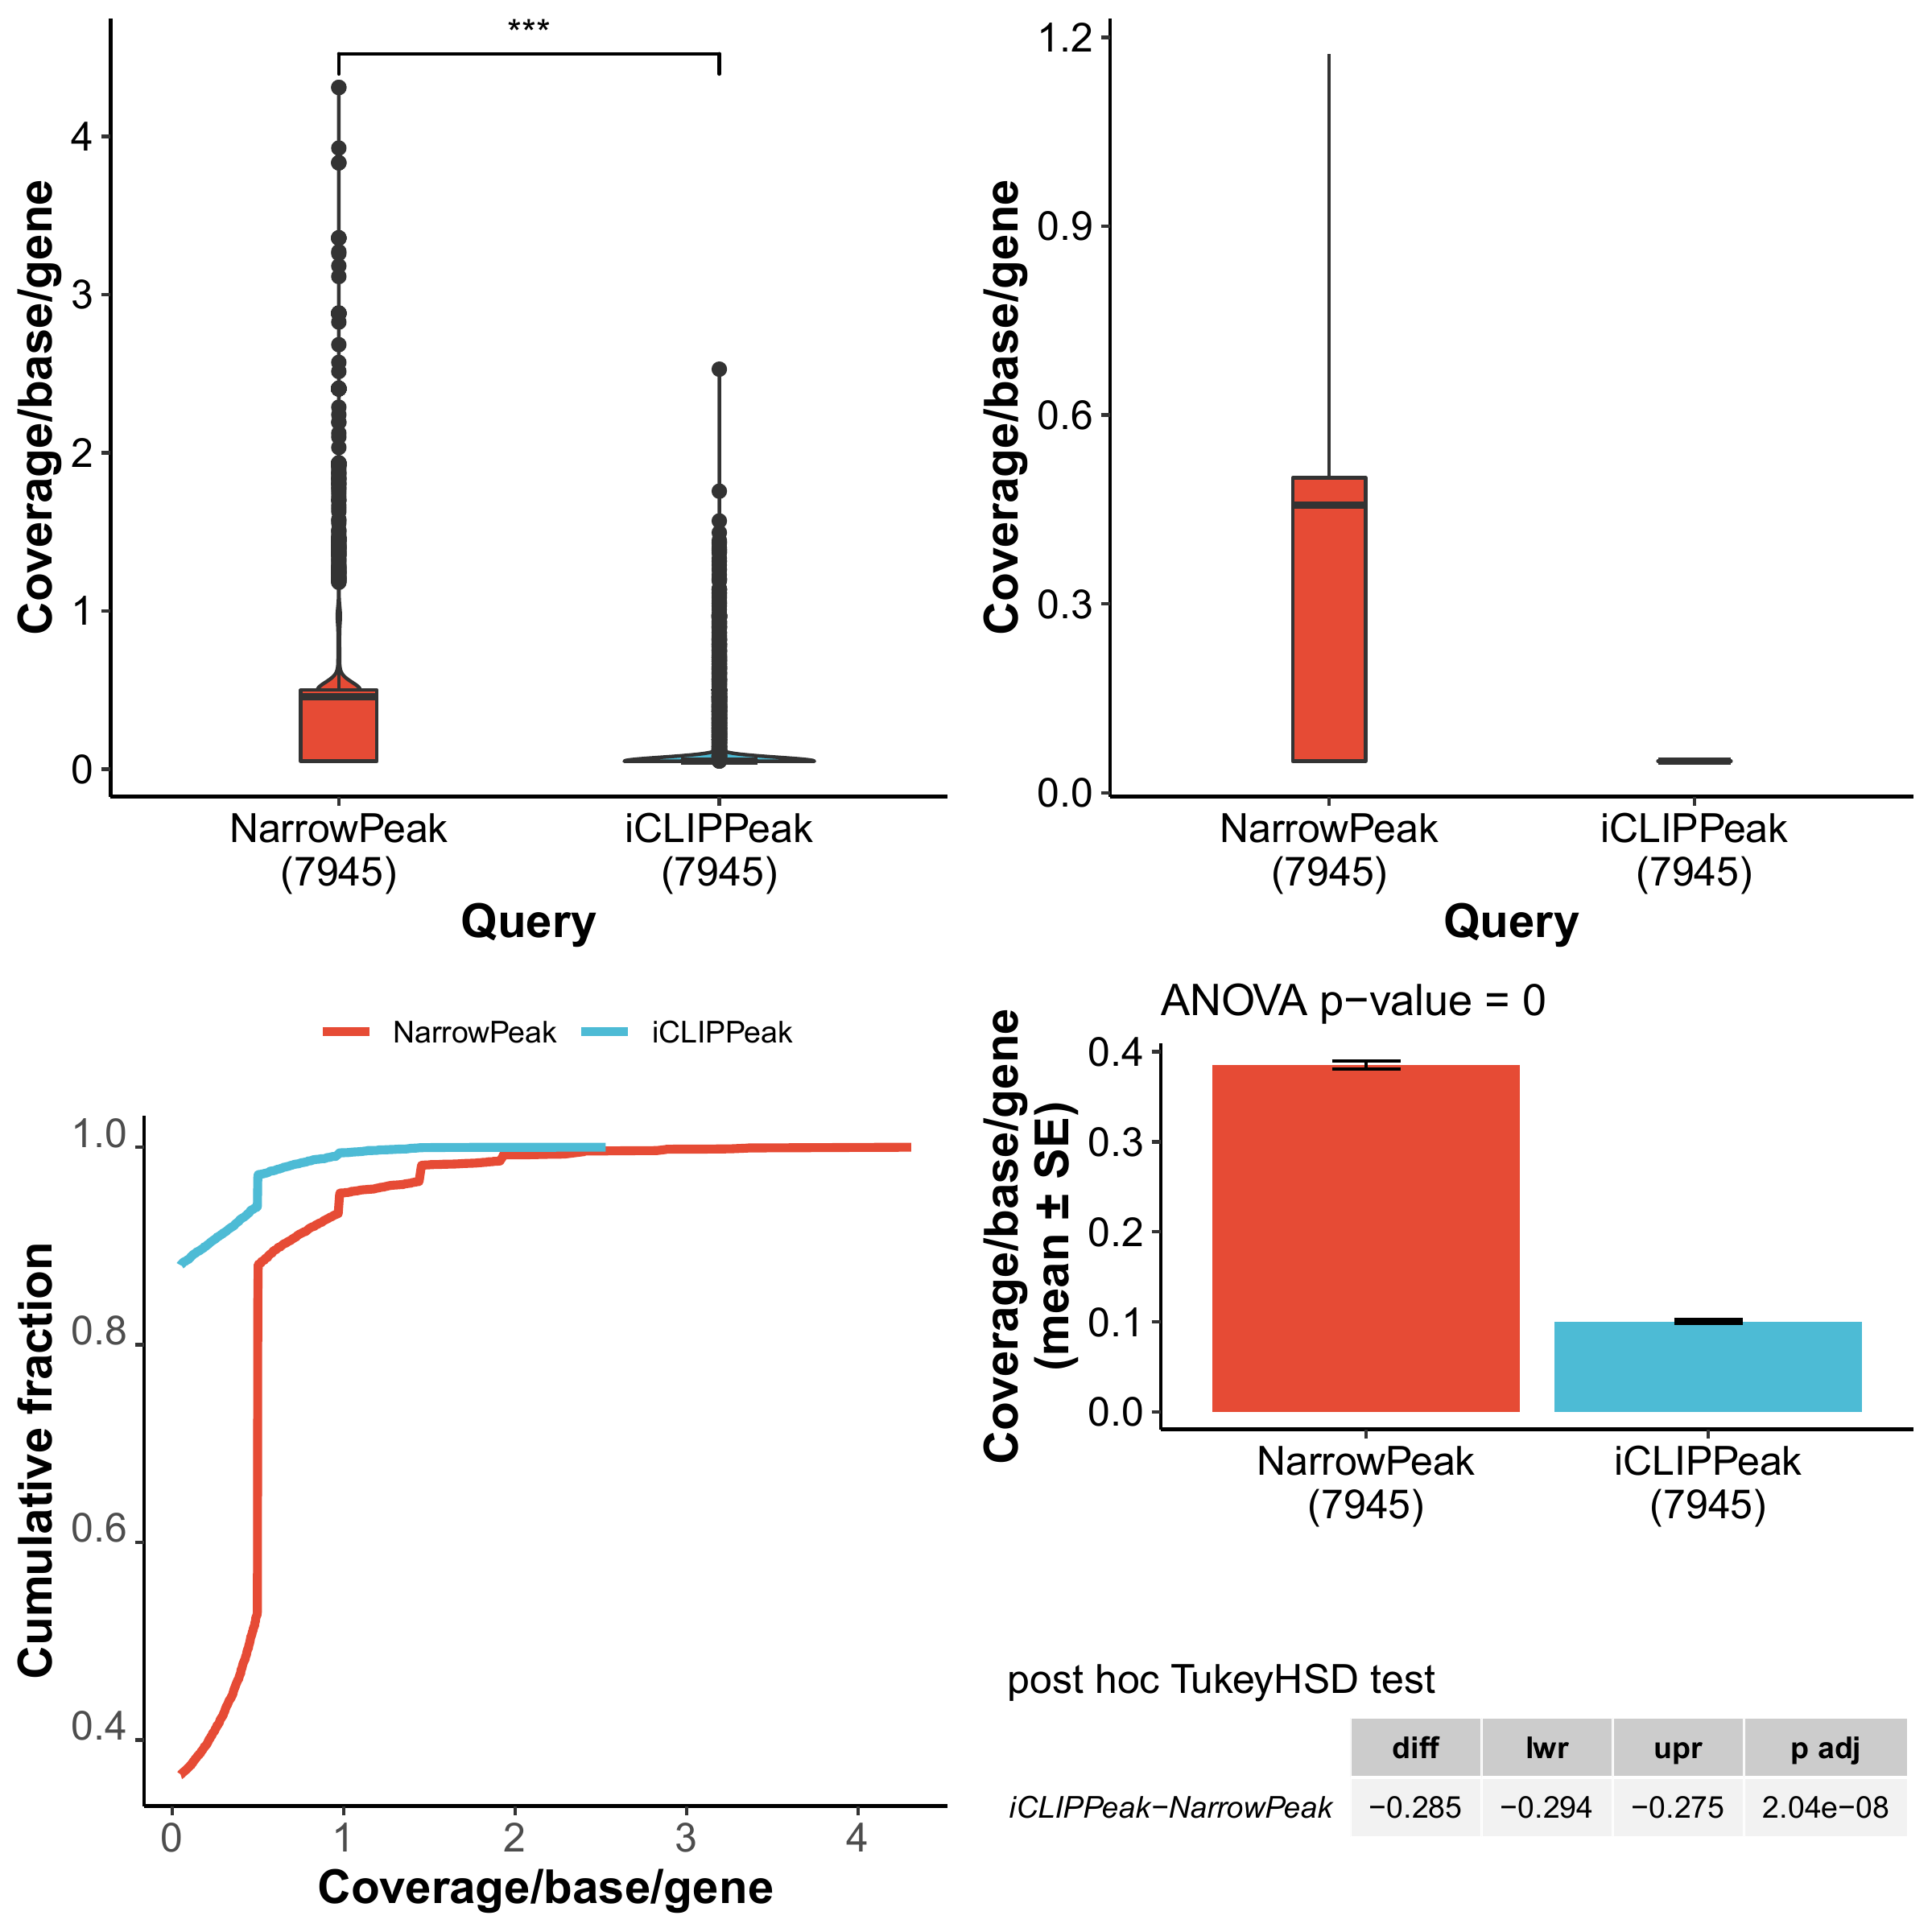 ***
Coverage/base/gene
4
3
2
1
0
NarrowPeak
(7945)
iCLIPPeak
(7945)
Query
Coverage/base/gene
1.2
0.9
0.6
0.3
0.0
NarrowPeak
(7945)
iCLIPPeak
(7945)
Query
NarrowPeak
iCLIPPeak
Cumulative fraction
1.0
0.8
0.6
0.4
0
1
2
3
4
Coverage/base/gene
ANOVA p−value = 0
Coverage/base/gene
(mean ± SE)
0.4
0.3
0.2
0.1
0.0
NarrowPeak
(7945)
iCLIPPeak
(7945)
post hoc TukeyHSD test
diff lwr upr p adj
iCLIPPeak−NarrowPeak −0.285 −0.294 −0.275 2.04e−08